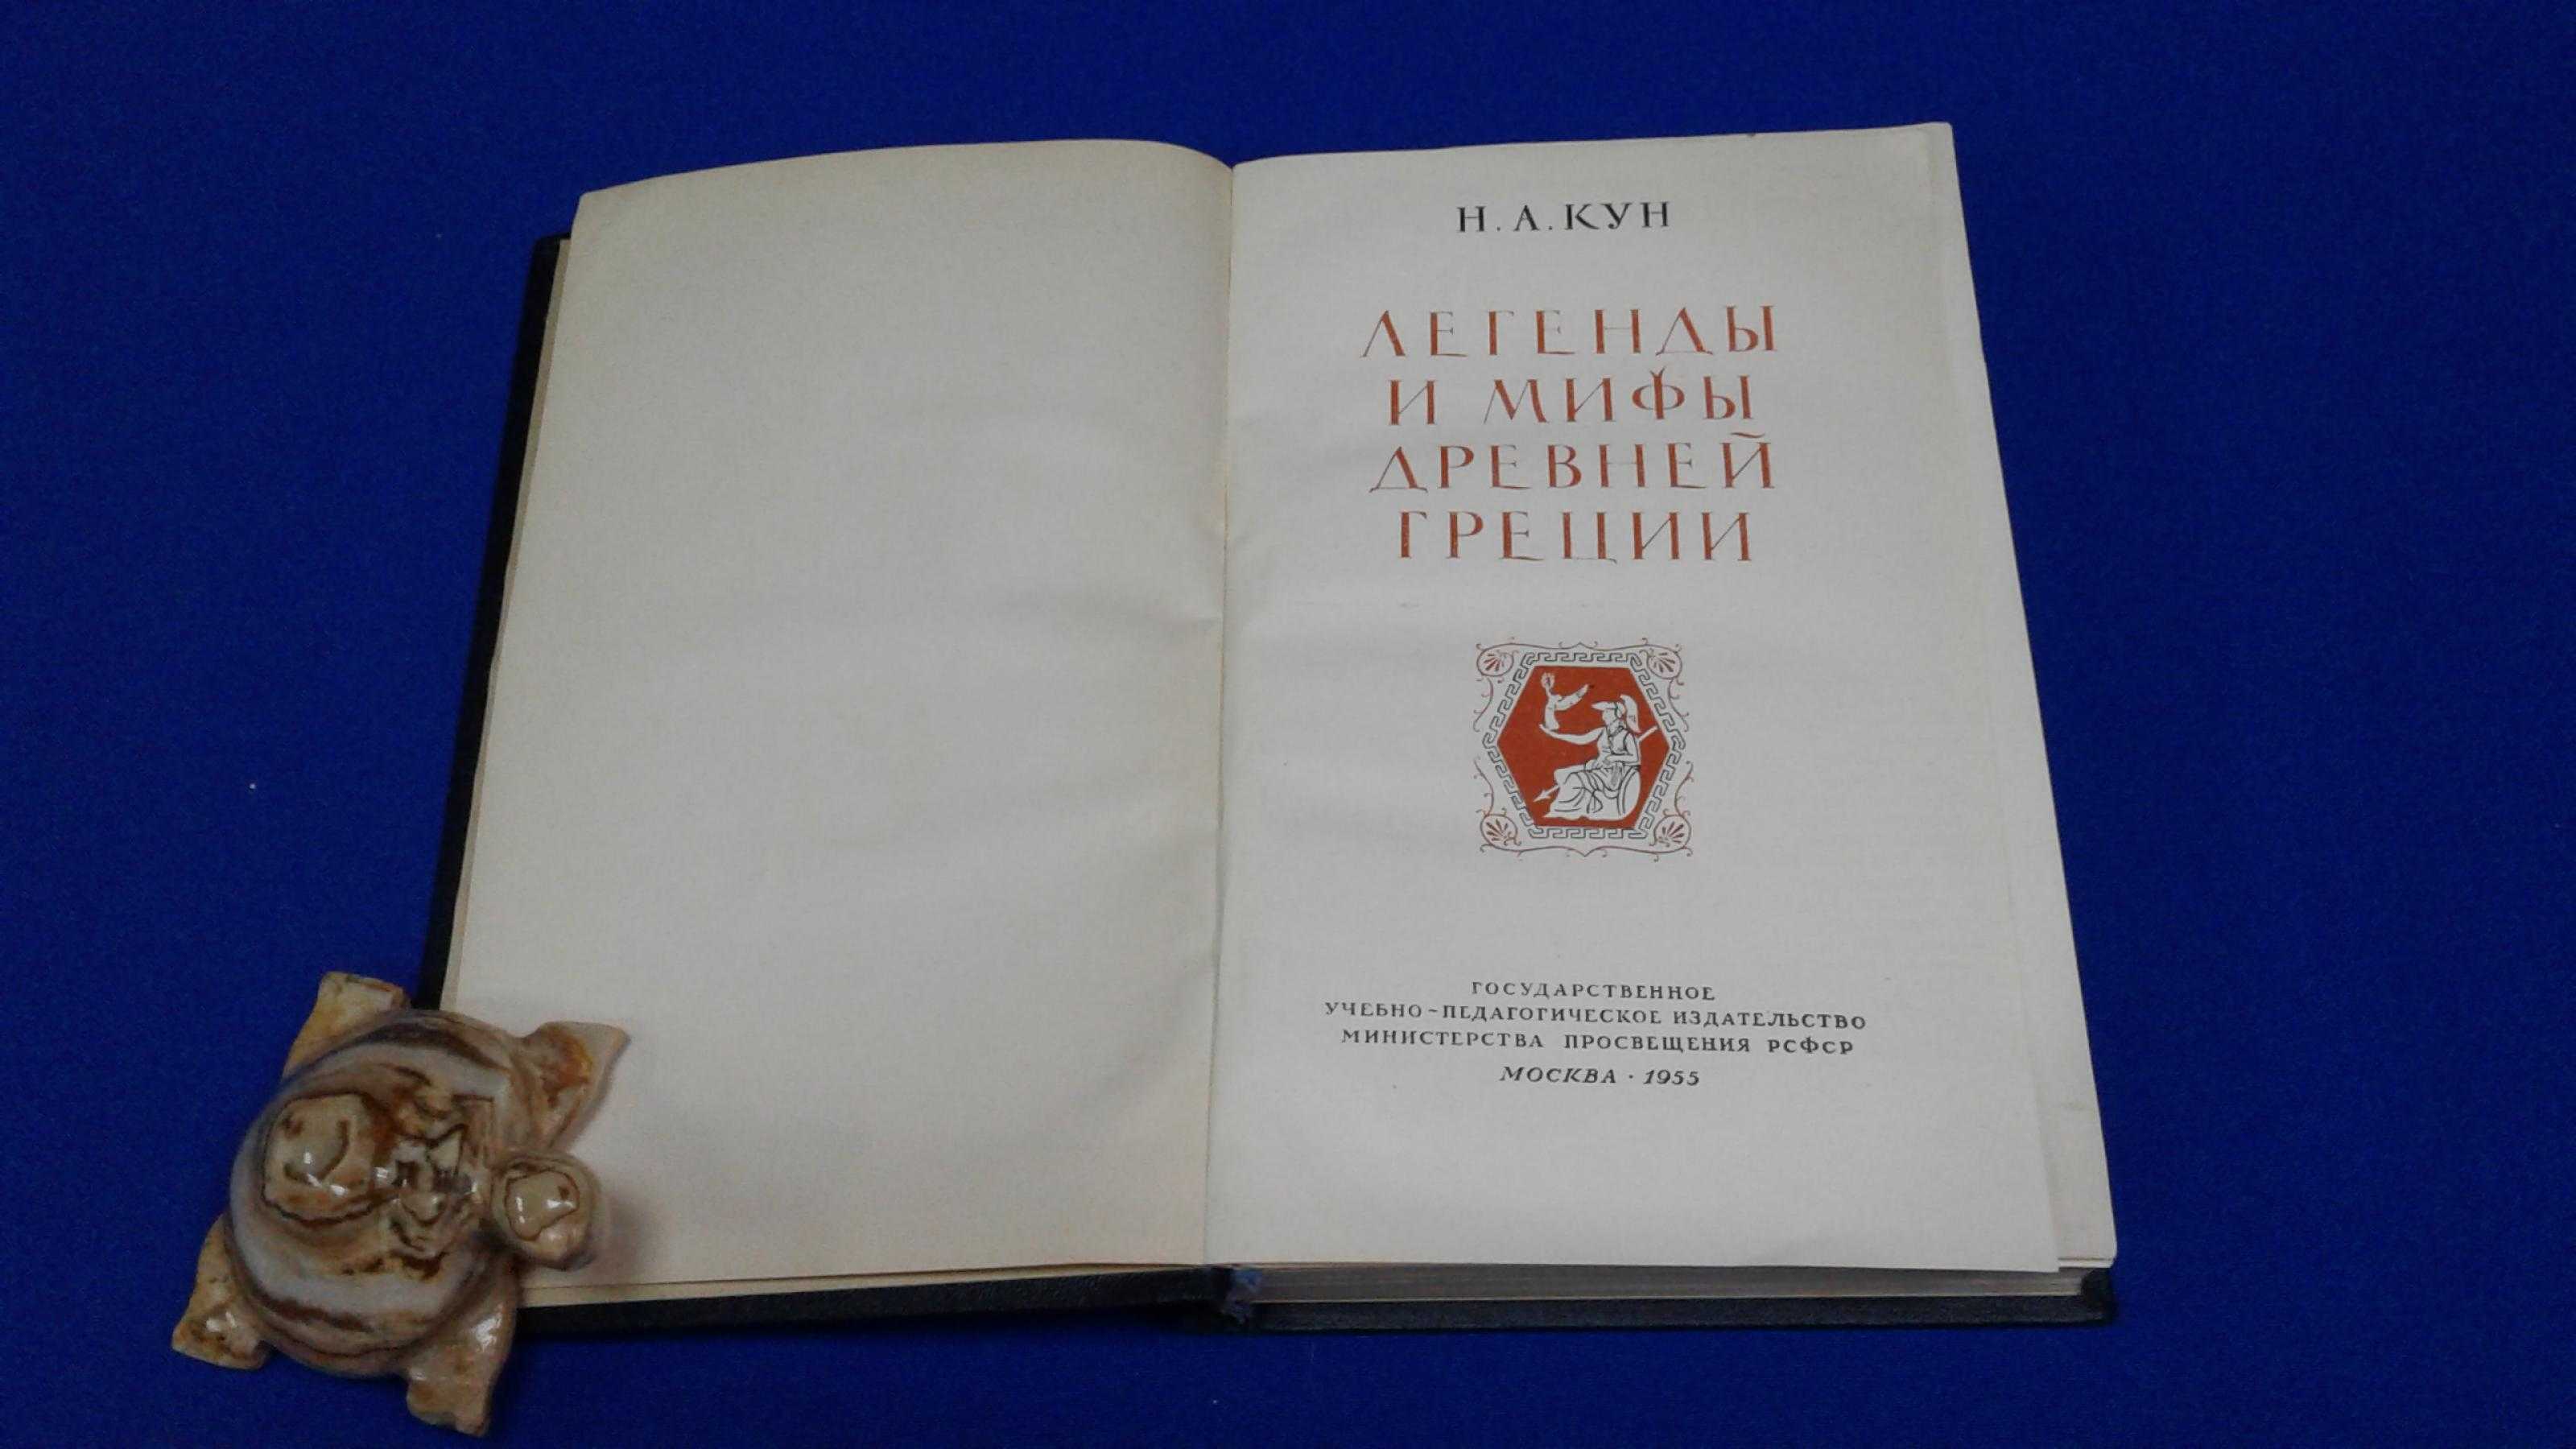 Н.А.КУН
ЛЕГЕНДЫ
И МИФЫ
ДРЕВНЕЙ
ГРЕЦИИ
ГОСУДАРСТВЕННОЕ
УЧЕБНО-ПЕДАГОГИЧЕСКОЕ ИЗДАТЕЛЬСТВО
МИНИСТЕРСТВА ПРОСВЕЩЕНИЯ РСФСР
МОСКВА · 1955